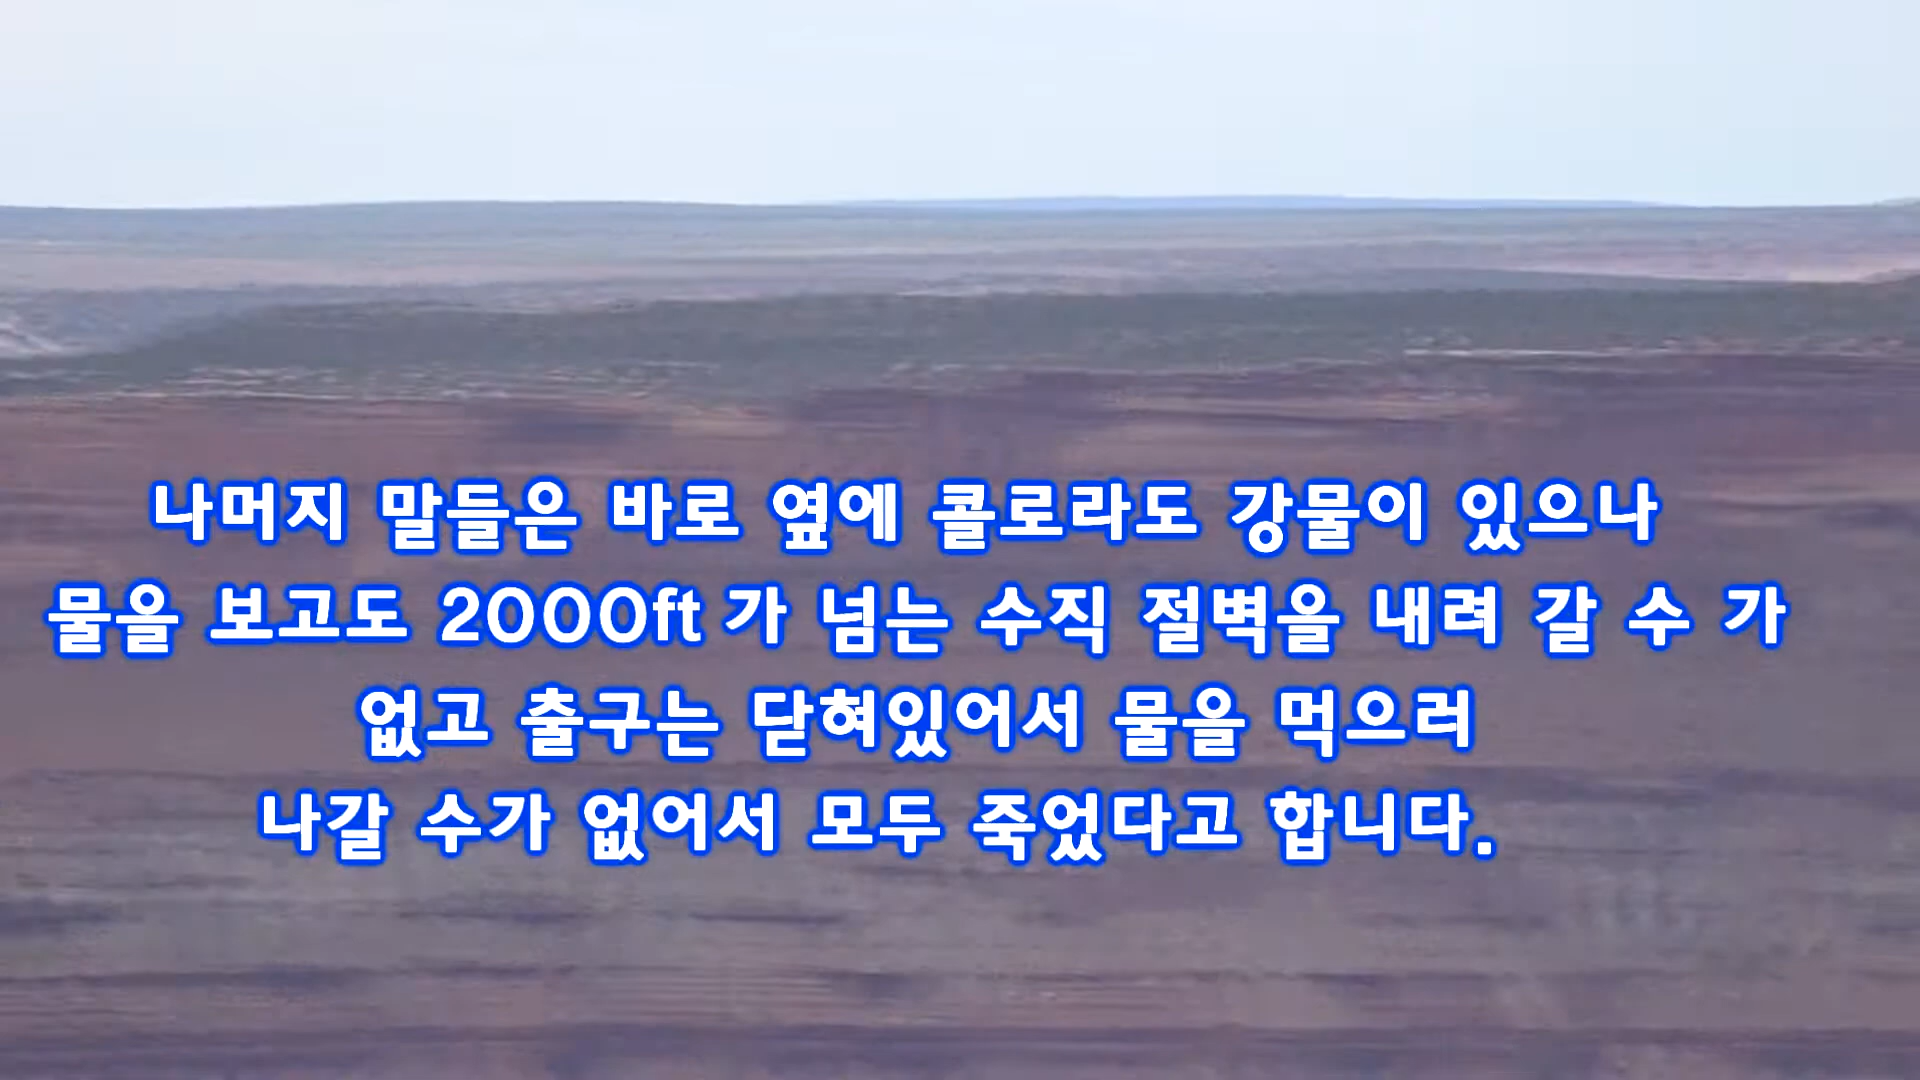 나머지 말들은 바로 옆에 콜로라도 강물이 있으나
물을 보고도 2000ft 가 넘는 수직 절벽을 내려 갈 수 가
없고 출구는 닫혀있어서 물을 먹으러
나갈 수가 없어서 모두 죽었다고 합니다.